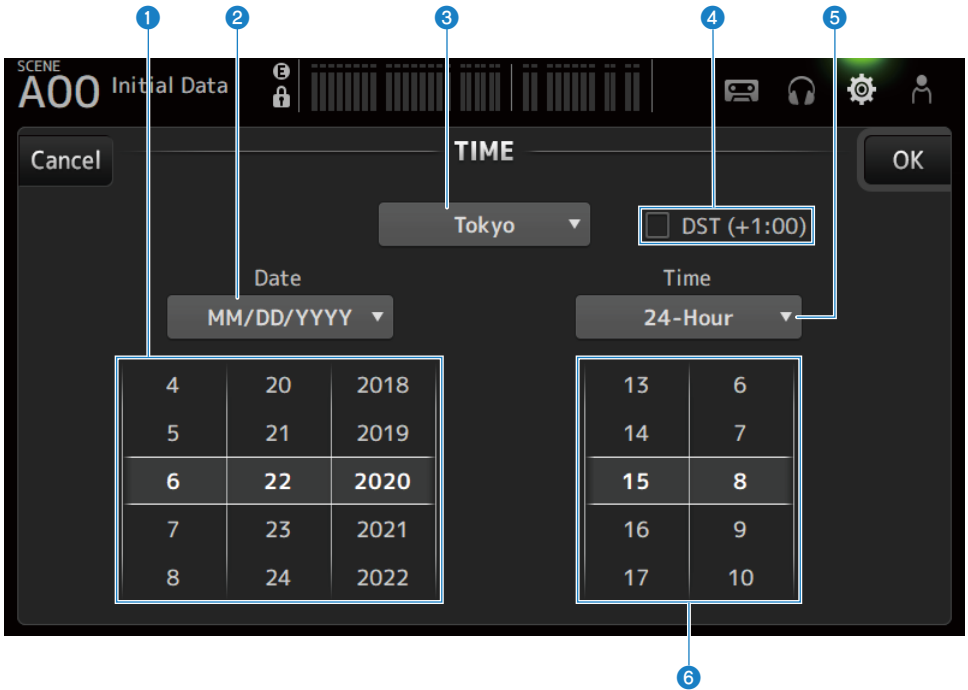 1 2 3 4 5
SCENE
A00 Initial Data E
Cancel TIME OK
Tokyo ▼ DST (+1:00)
Date Time
MM/DD/YYYY ▼ 24-Hour ▼
4 20 2018 13 6
5 21 2019 14 7
6 22 2020 15 8
7 23 2021 16 9
8 24 2022 17 10
6